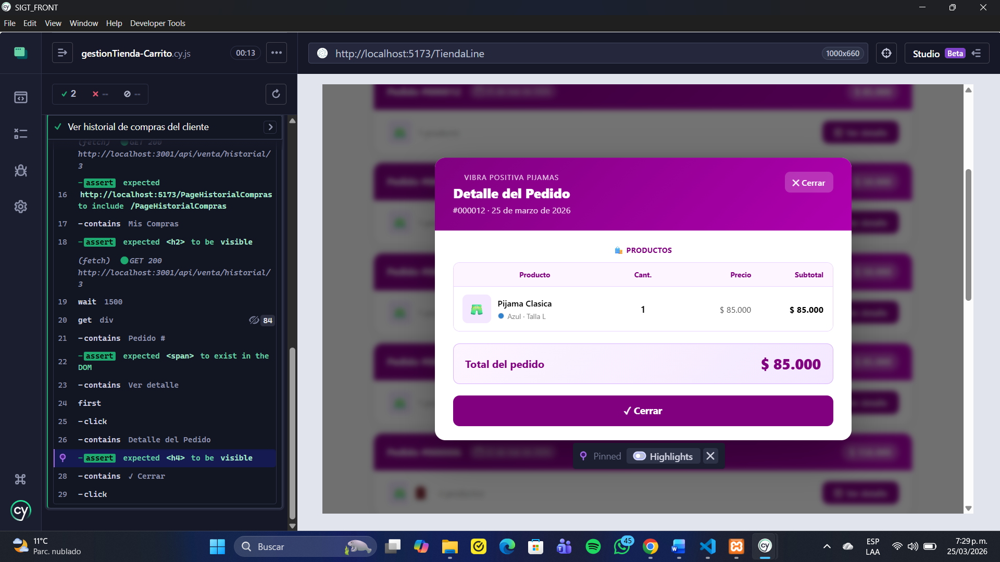 SIGT_FRONT
File Edit View Window Help Developer Tools
gestionTienda-Carrito.cy.js
00:13
http://localhost:5173/TiendaLine
1000x660
Studio Beta
2 -- --
Ver historial de compras del cliente
(fetch) GET 200
http://localhost:3001/api/venta/historial/
3
16 -assert expected
http://localhost:5173/PageHistorialCompras
to include /PageHistorialCompras
17 -contains Mis Compras
18 -assert expected <h2> to be visible
(fetch) GET 200
http://localhost:3001/api/venta/historial/
3
19 wait 1500
20 get div 84
21 -contains Pedido #
22 -assert expected <span> to exist in the
DOM
23 -contains Ver detalle
24 first
25 -click
26 -contains Detalle del Pedido
-assert expected <h4> to be visible
28 -contains ✓ Cerrar
29 -click
VIBRA POSITIVA PIJAMAS
Detalle del Pedido
#000012 · 25 de marzo de 2026
✕ Cerrar
PRODUCTOS
Producto Cant. Precio Subtotal
Pijama Clasica
Azul · Talla L
1 $ 85.000 $ 85.000
Total del pedido $ 85.000
✓ Cerrar
Pinned Highlights
cy
11°C
Parc. nublado
Buscar
45
ESP
LAA
7:29 p. m.
25/03/2026